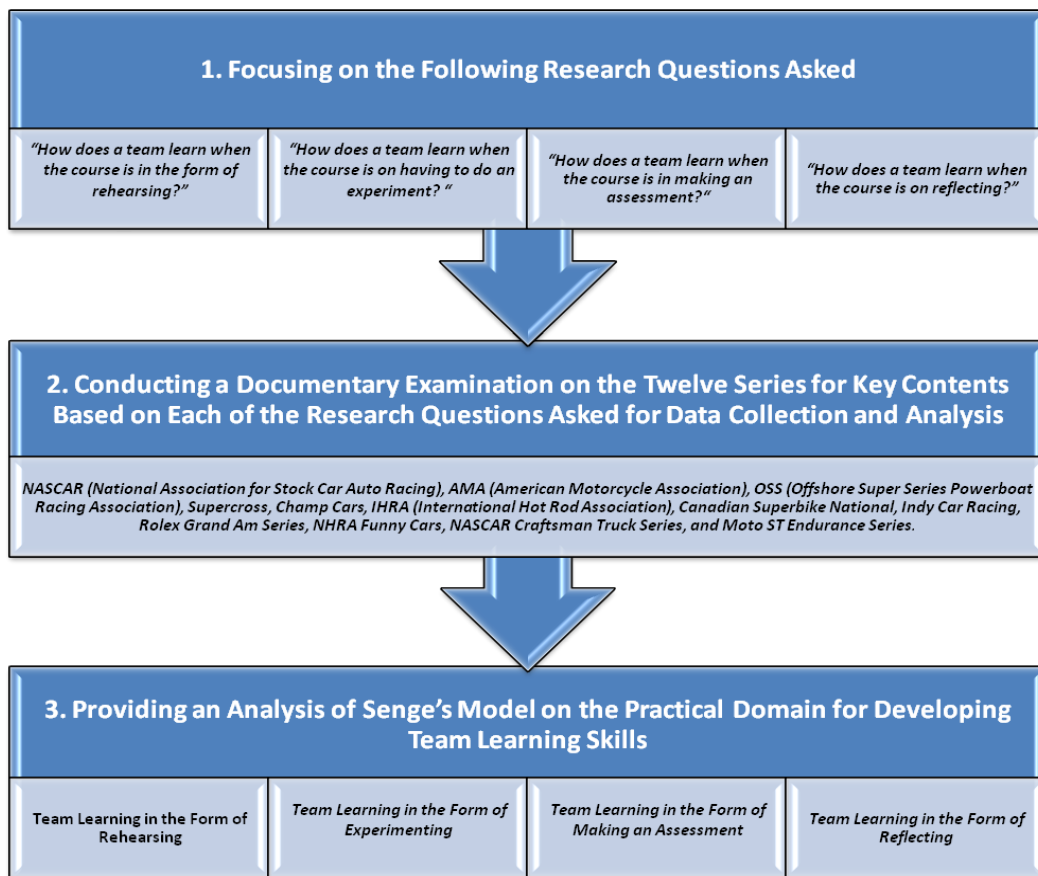 1. Focusing on the Following Research Questions Asked
“How does a team learn when
the course is in the form of
rehearsing?”
“How does a team learn when
the course is on having to do an
experiment? “
“How does a team learn when
the course is in making an
assessment?“
“How does a team learn when
the course is on reflecting?”
2. Conducting a Documentary Examination on the Twelve Series for Key Contents
Based on Each of the Research Questions Asked for Data Collection and Analysis
NASCAR (National Association for Stock Car Auto Racing), AMA (American Motorcycle Association), OSS (Offshore Super Series Powerboat
Racing Association), Supercross, Champ Cars, IHRA (International Hot Rod Association), Canadian Superbike National, Indy Car Racing,
Rolex Grand Am Series, NHRA Funny Cars, NASCAR Craftsman Truck Series, and Moto ST Endurance Series.
3. Providing an Analysis of Senge’s Model on the Practical Domain for Developing
Team Learning Skills
Team Learning in the Form of
Rehearsing
Team Learning in the Form of
Experimenting
Team Learning in the Form of
Making an Assessment
Team Learning in the Form of
Reflecting